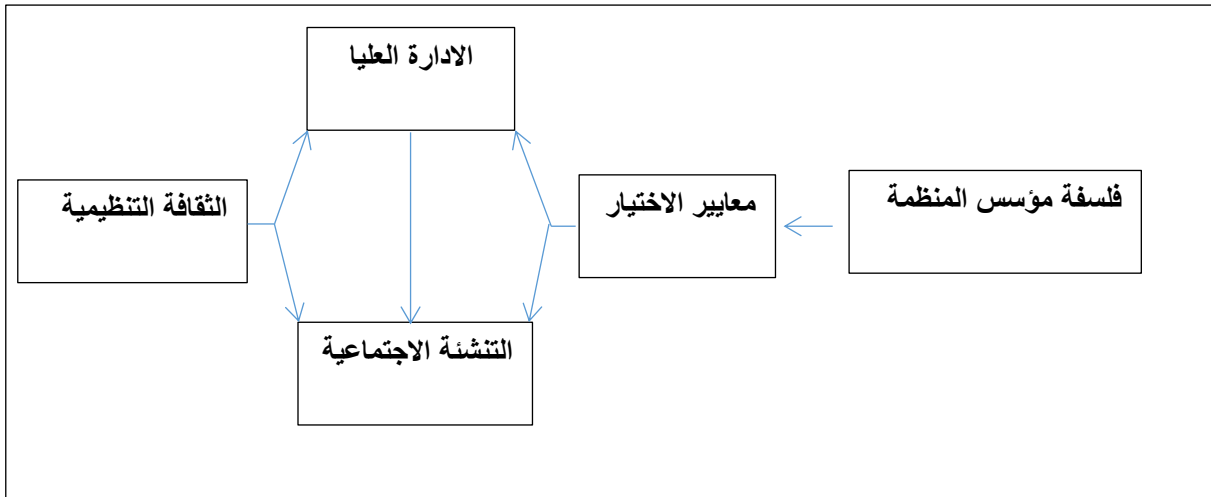 الادارة العليا
فلسفة مؤسس المنظمة
معايير الاختيار
الثقافة التنظيمية
التنشئة الاجتماعية